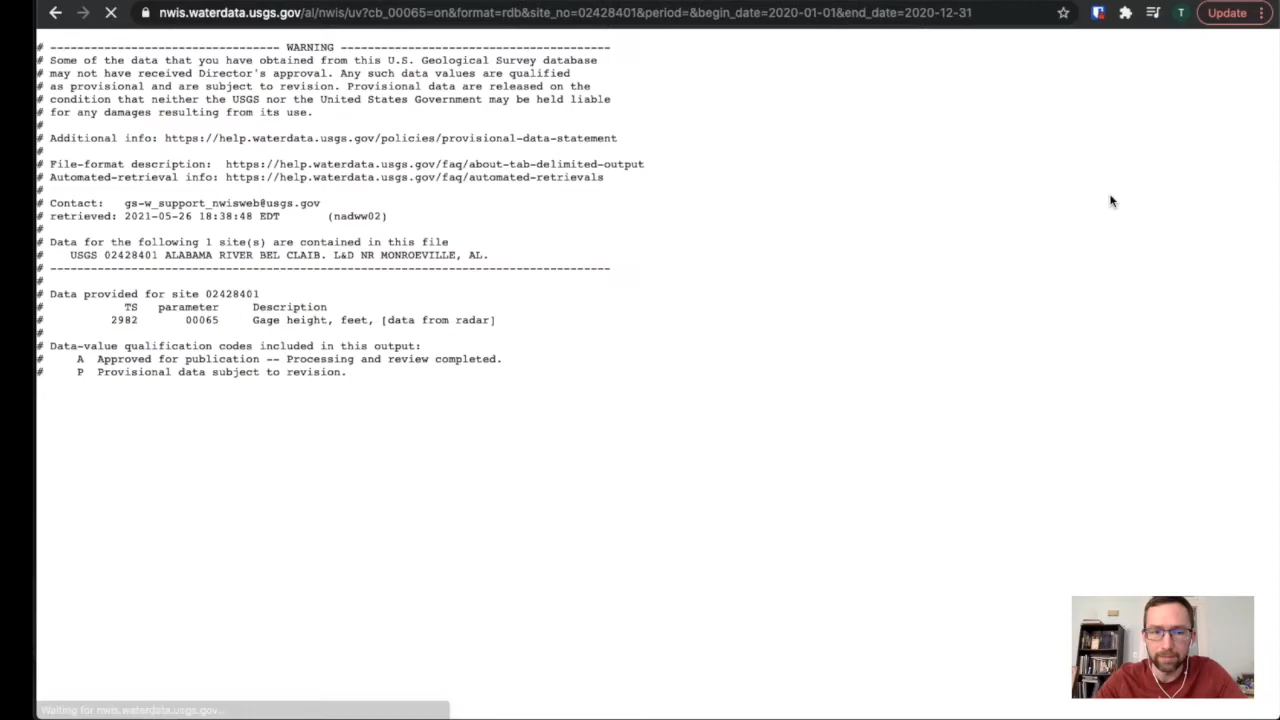 nwis.waterdata.usgs.gov/al/nwis/uv?cb_00065=on&format=rdb&site_no=02428401&period=&begin_date=2020-01-01&end_date=2020-12-31
T
Update
# ---------------------------------- WARNING ----------------------------------------
# Some of the data that you have obtained from this U.S. Geological Survey database
# may not have received Director's approval. Any such data values are qualified
# as provisional and are subject to revision. Provisional data are released on the
# condition that neither the USGS nor the United States Government may be held liable
# for any damages resulting from its use.
#
# Additional info: https://help.waterdata.usgs.gov/policies/provisional-data-statement
#
# File-format description:  https://help.waterdata.usgs.gov/faq/about-tab-delimited-output
# Automated-retrieval info: https://help.waterdata.usgs.gov/faq/automated-retrievals
#
# Contact:   gs-w_support_nwisweb@usgs.gov
# retrieved: 2021-05-26 18:38:48 EDT       (nadww02)
#
# Data for the following 1 site(s) are contained in this file
#    USGS 02428401 ALABAMA RIVER BEL CLAIB. L&D NR MONROEVILLE, AL.
# -----------------------------------------------------------------------------------
#
# Data provided for site 02428401
#            TS   parameter     Description
#          2982       00065     Gage height, feet, [data from radar]
#
# Data-value qualification codes included in this output:
#     A  Approved for publication -- Processing and review completed.
#     P  Provisional data subject to revision.
Waiting for nwis.waterdata.usgs.gov...